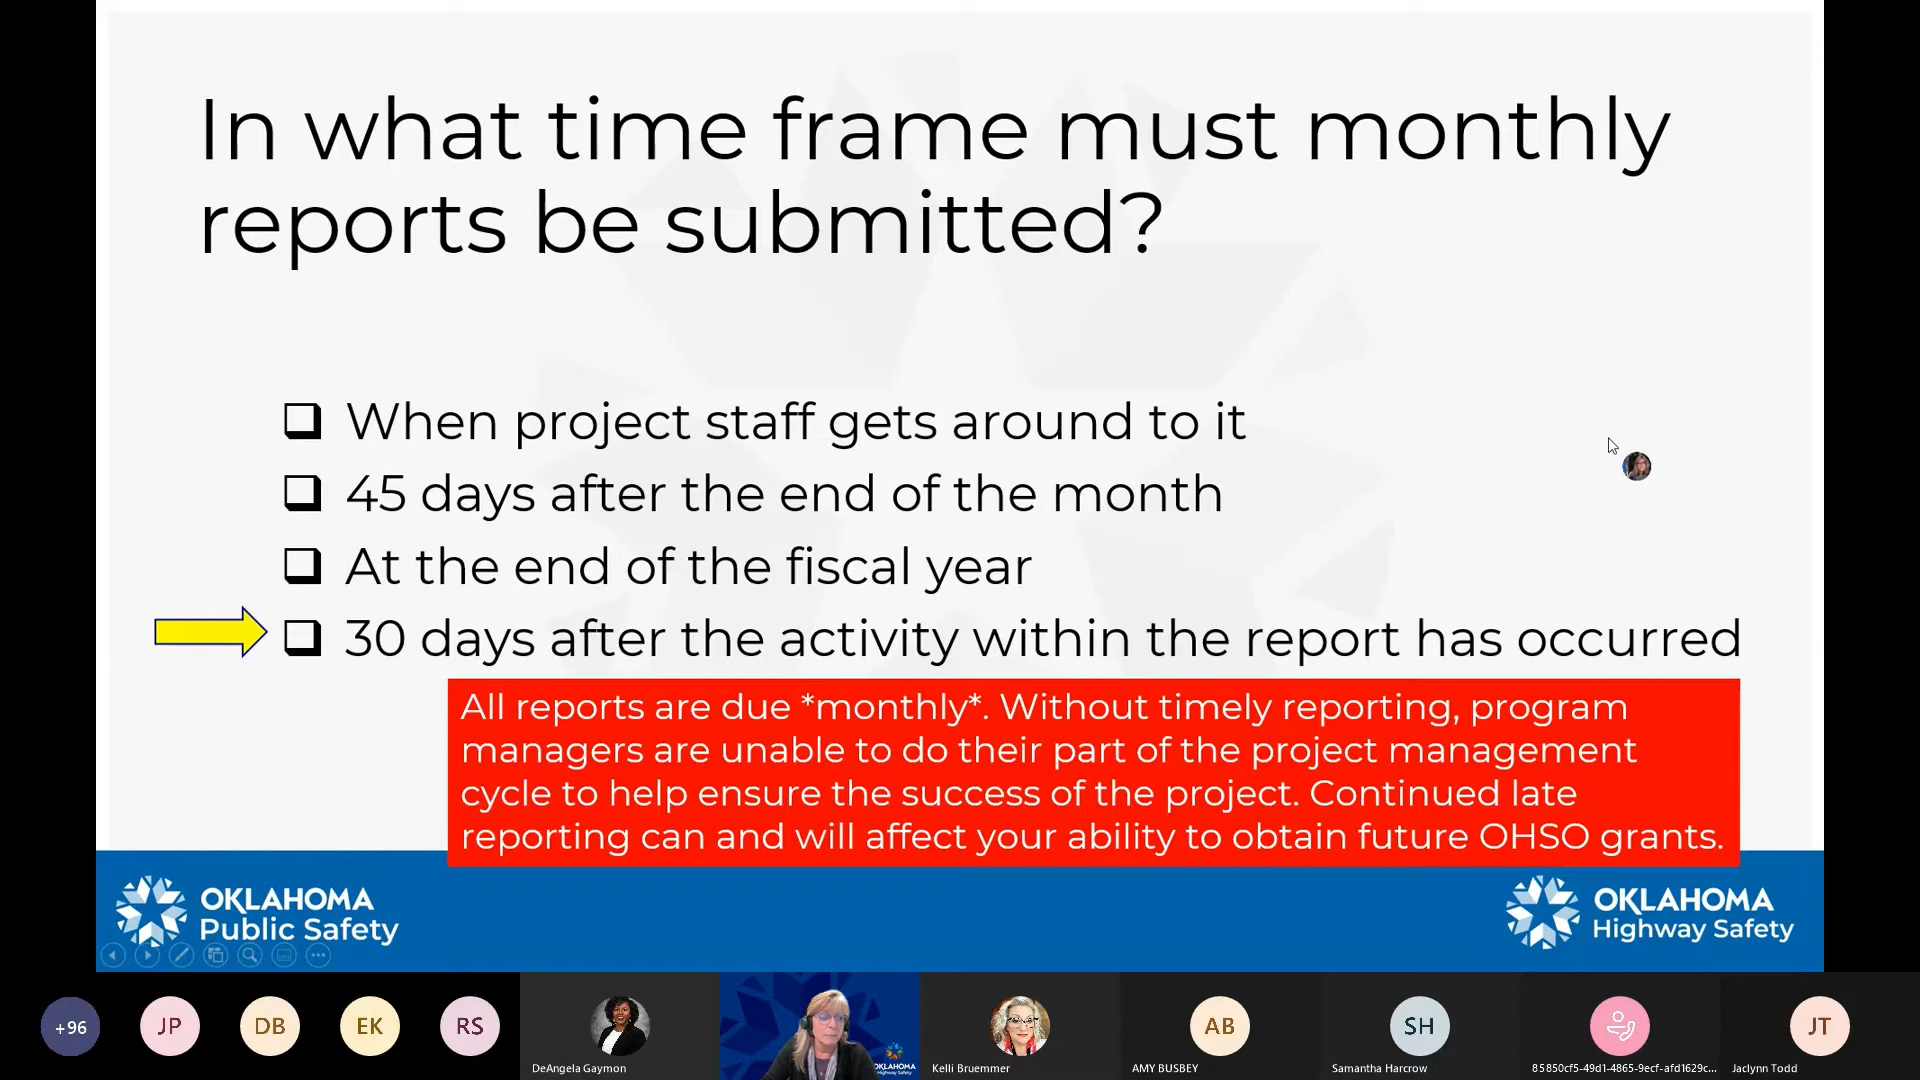 In what time frame must monthly
reports be submitted?
When project staff gets around to it
45 days after the end of the month
At the end of the fiscal year
30 days after the activity within the report has occurred
All reports are due *monthly*. Without timely reporting, program
managers are unable to do their part of the project management
cycle to help ensure the success of the project. Continued late
reporting can and will affect your ability to obtain future OHSO grants.
OKLAHOMA
Public Safety
OKLAHOMA
Highway Safety
+96
JP
DB
EK
RS
AB
SH
JT
OKLAHOMA
Highway Safety
DeAngela Gaymon
Kelli Bruemmer
AMY BUSBEY
Samantha Harcrow
85850cf5-49d1-4865-9ecf-afd1629c...
Jaclynn Todd